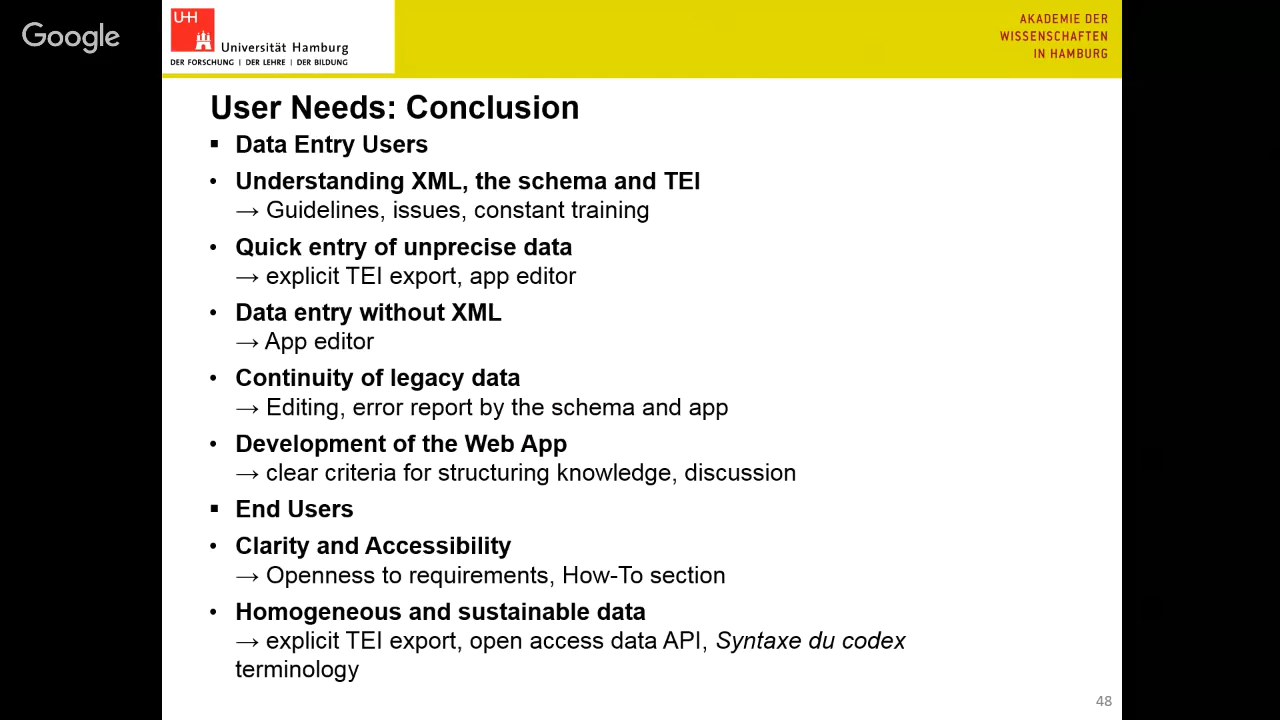 Google
UHH
Universität Hamburg
DER FORSCHUNG | DER LEHRE | DER BILDUNG
AKADEMIE DER
WISSENSCHAFTEN
IN HAMBURG
User Needs: Conclusion
▪ Data Entry Users
• Understanding XML, the schema and TEI
→ Guidelines, issues, constant training
• Quick entry of unprecise data
→ explicit TEI export, app editor
• Data entry without XML
→ App editor
• Continuity of legacy data
→ Editing, error report by the schema and app
• Development of the Web App
→ clear criteria for structuring knowledge, discussion
▪ End Users
• Clarity and Accessibility
→ Openness to requirements, How-To section
• Homogeneous and sustainable data
→ explicit TEI export, open access data API, Syntaxe du codex
terminology
48